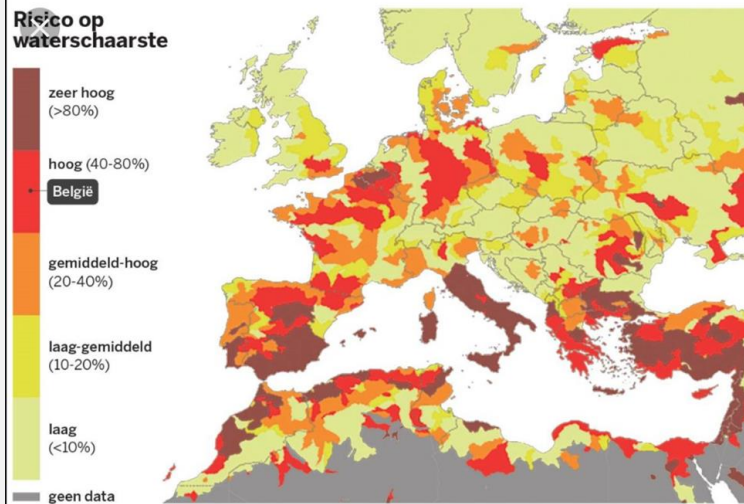 Risico op
waterschaarste
zeer hoog
(>80%)
hoog (40-80%)
België
gemiddeld-hoog
(20-40%)
laag-gemiddeld
(10-20%)
laag
(<10%)
geen data